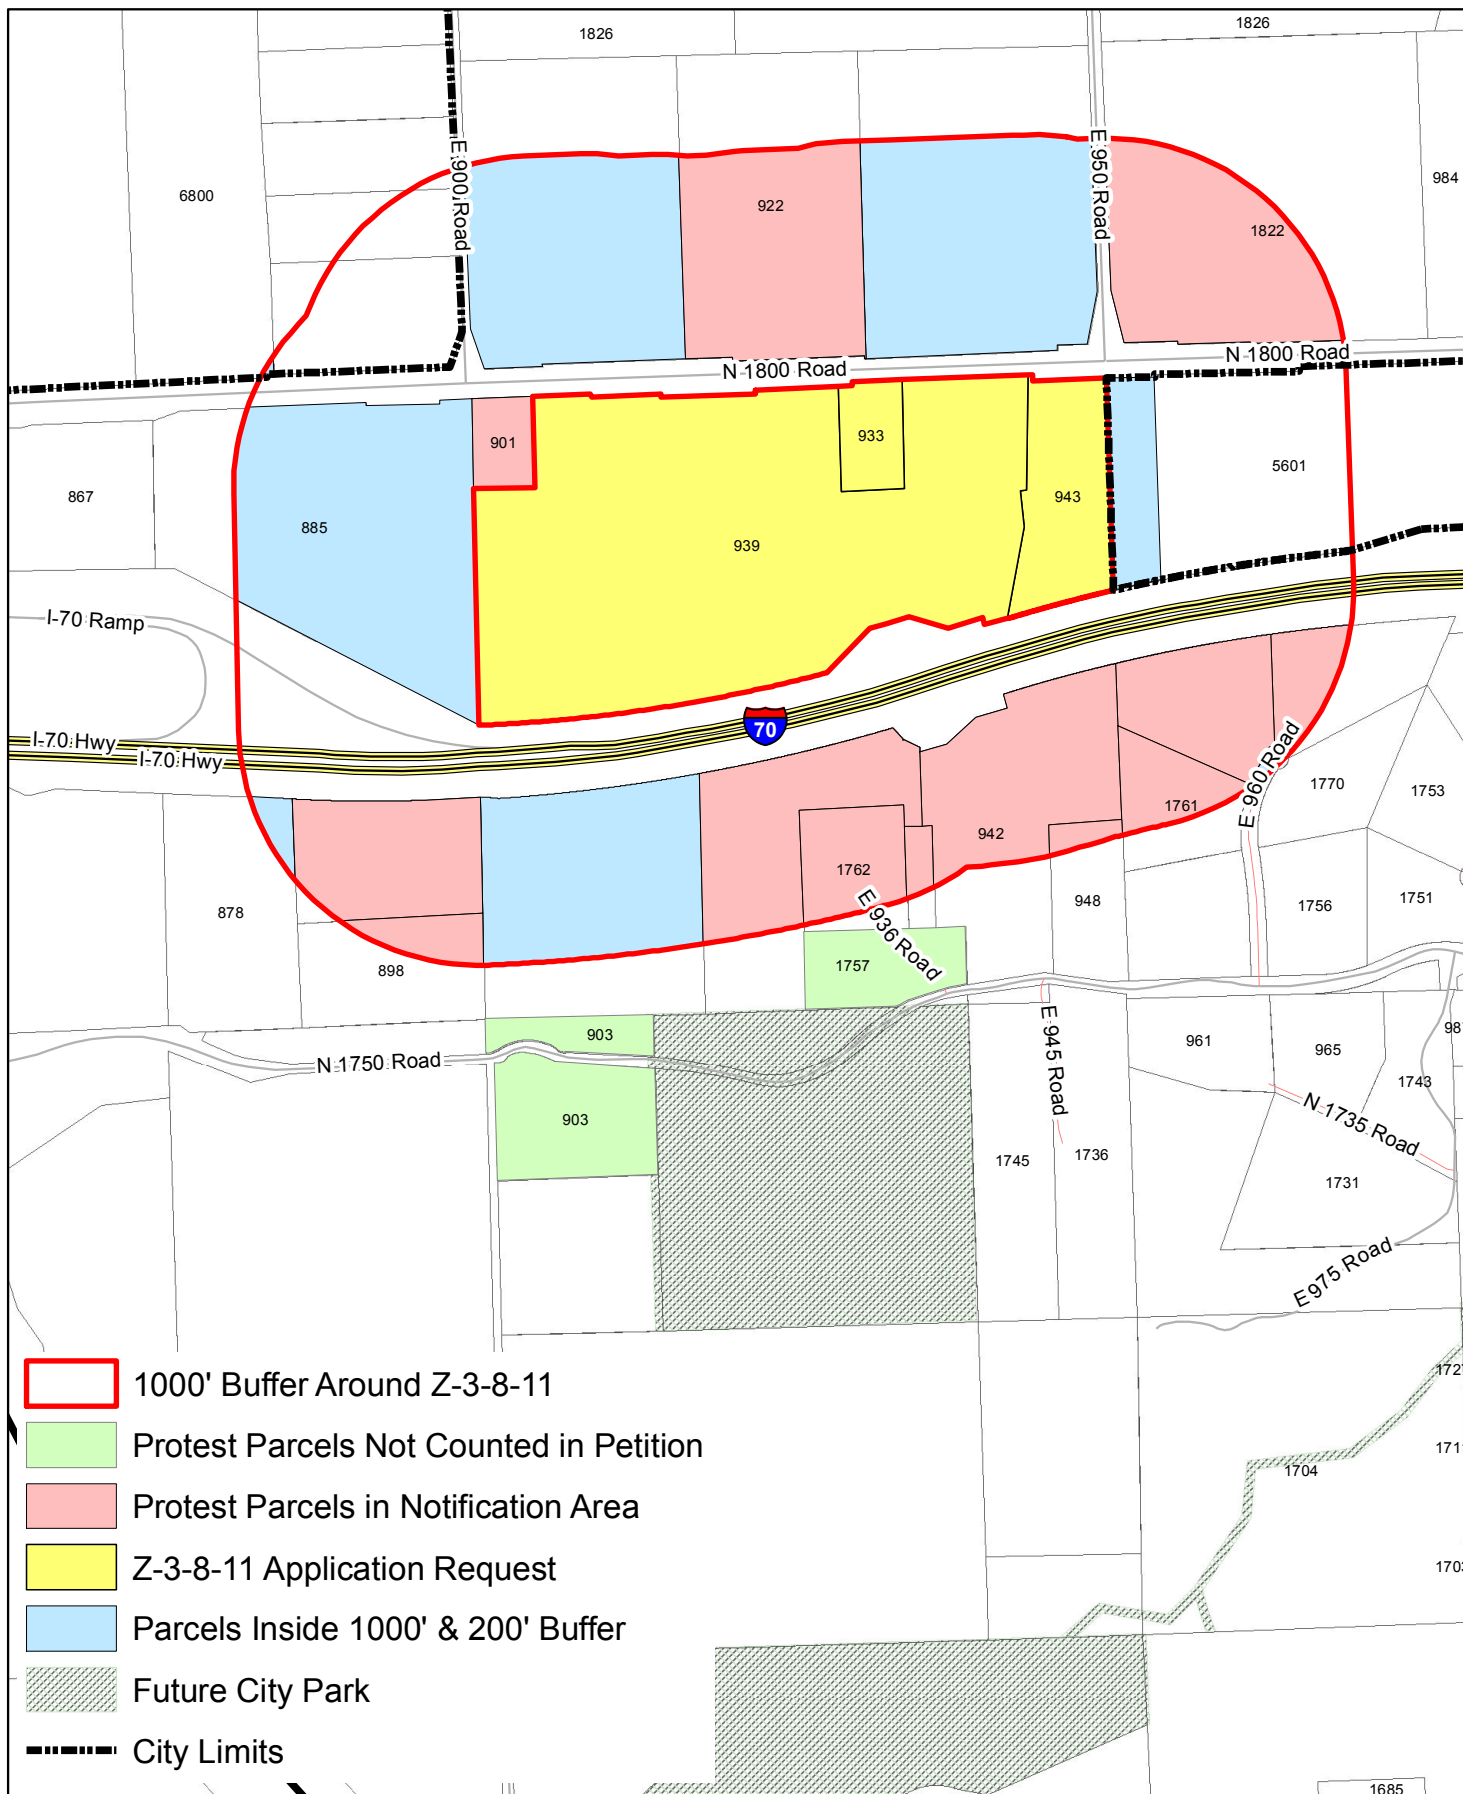 1826
1826
E 900 Road
E 950 Road
6800
922
984
1822
N 1800 Road
N 1800 Road
901
933
867
885
939
943
5601
I-70 Ramp
70
I-70 Hwy
I-70 Hwy
E 960 Road
1770
1753
1761
942
1762
E 936 Road
878
948
1756
1751
898
1757
903
N 1750 Road
903
E 945 Road
961
965
98
1743
N 1735 Road
1745
1736
1731
E 975 Road
1000' Buffer Around Z-3-8-11
Protest Parcels Not Counted in Petition
Protest Parcels in Notification Area
Z-3-8-11 Application Request
Parcels Inside 1000' & 200' Buffer
Future City Park
City Limits
1704
1703
1685